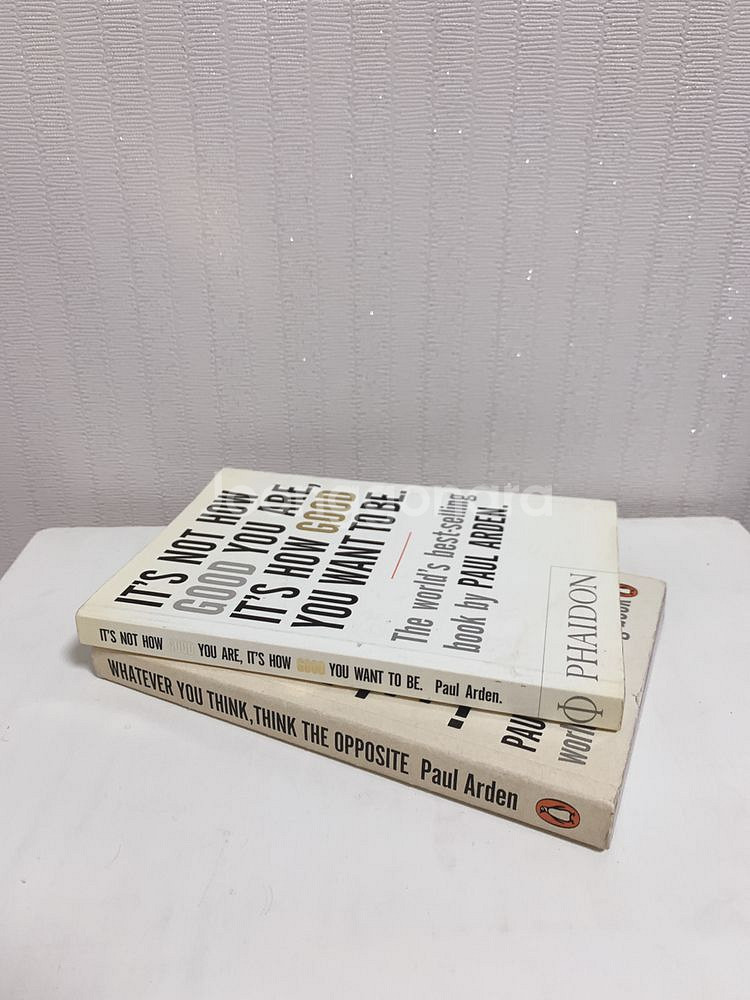 IT'S NOT HOW
GOOD YOU ARE,
IT'S HOW GOOD
YOU WANT TO BE.
The world's best-selling
book by PAUL ARDEN.
IT'S NOT HOW GOOD YOU ARE, IT'S HOW GOOD YOU WANT TO BE. Paul Arden.
PHAIDON
WHATEVER YOU THINK, THINK THE OPPOSITE Paul Arden
PAU
worl